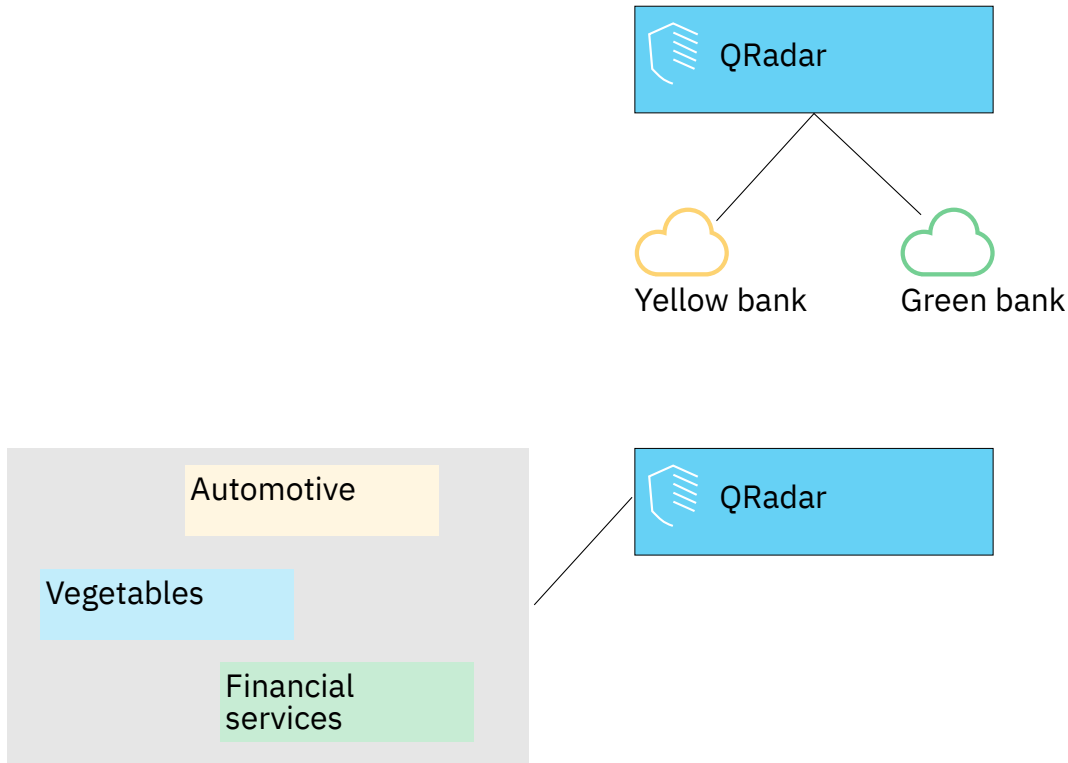 QRadar
Yellow bank
Green bank
Automotive
QRadar
Vegetables
Financial
services